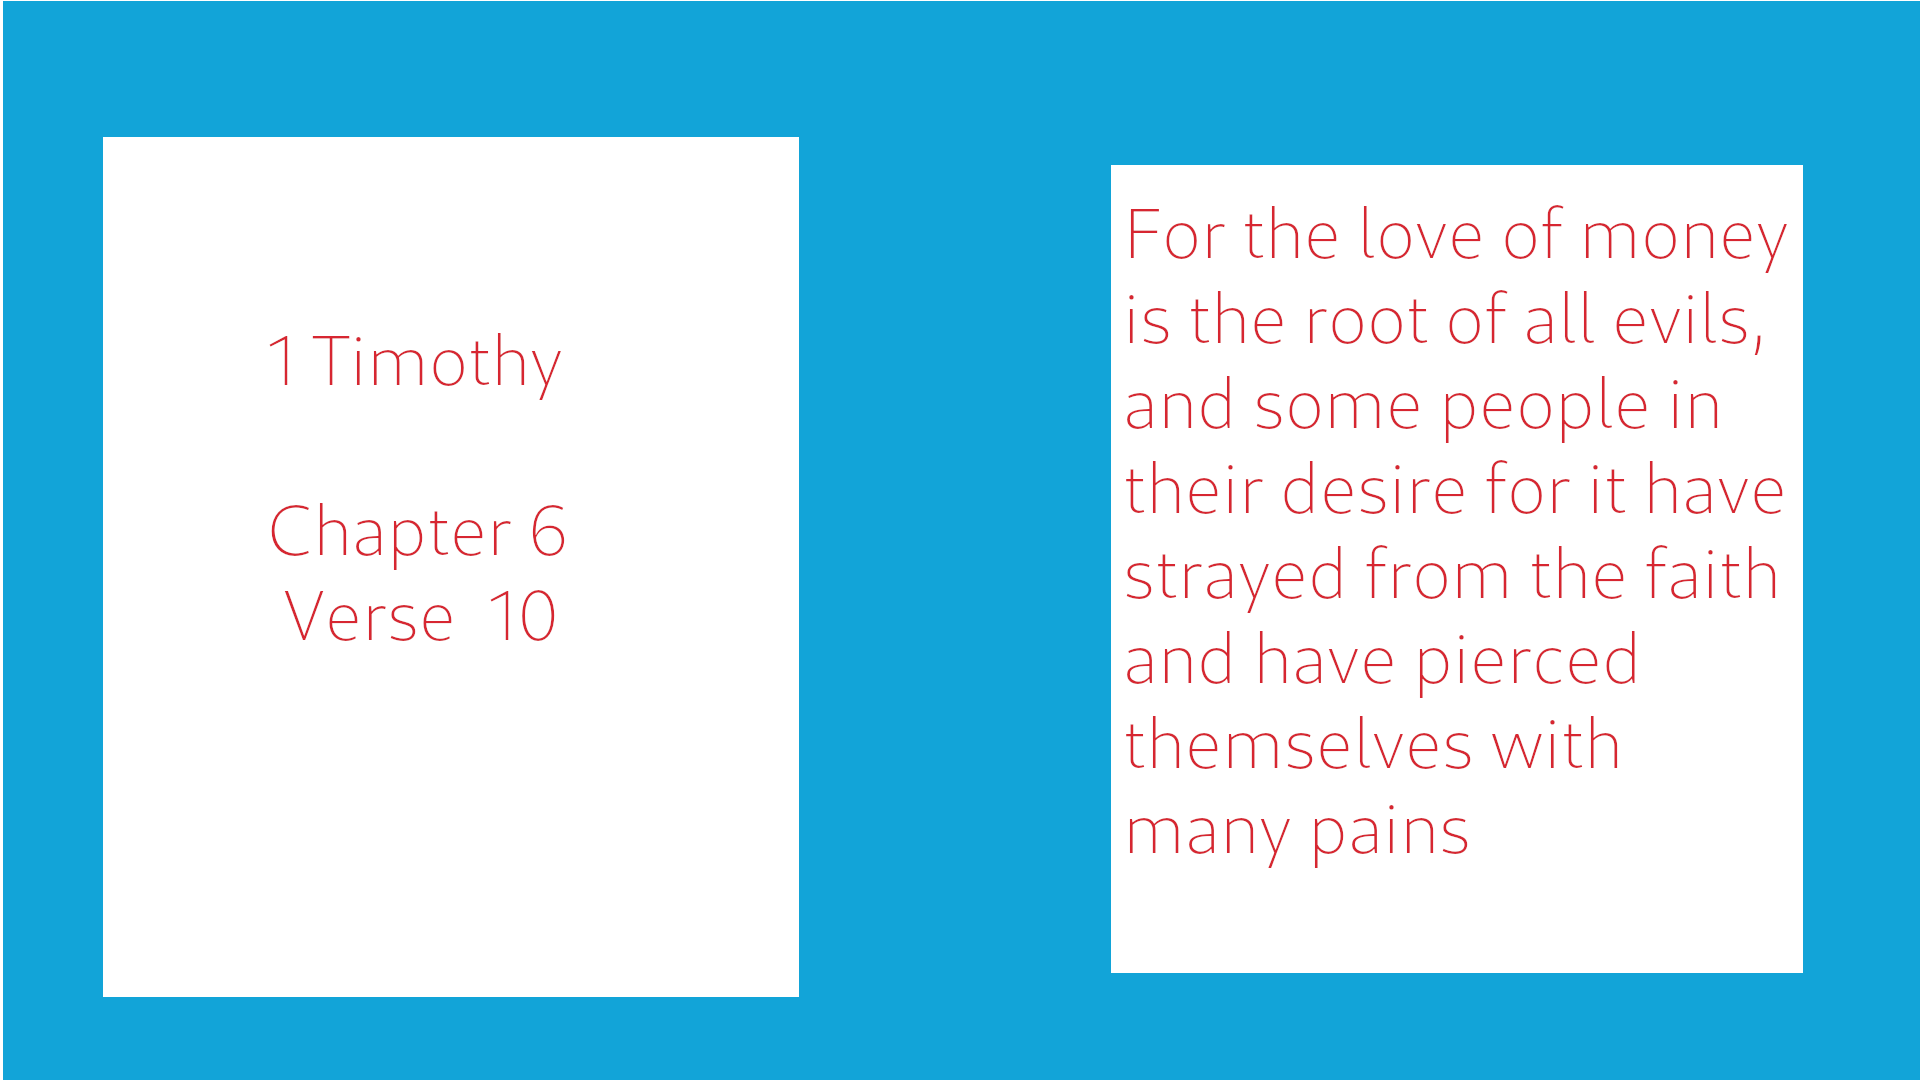 1 Timothy
Chapter 6
Verse 10
For the love of money
is the root of all evils,
and some people in
their desire for it have
strayed from the faith
and have pierced
themselves with
many pains